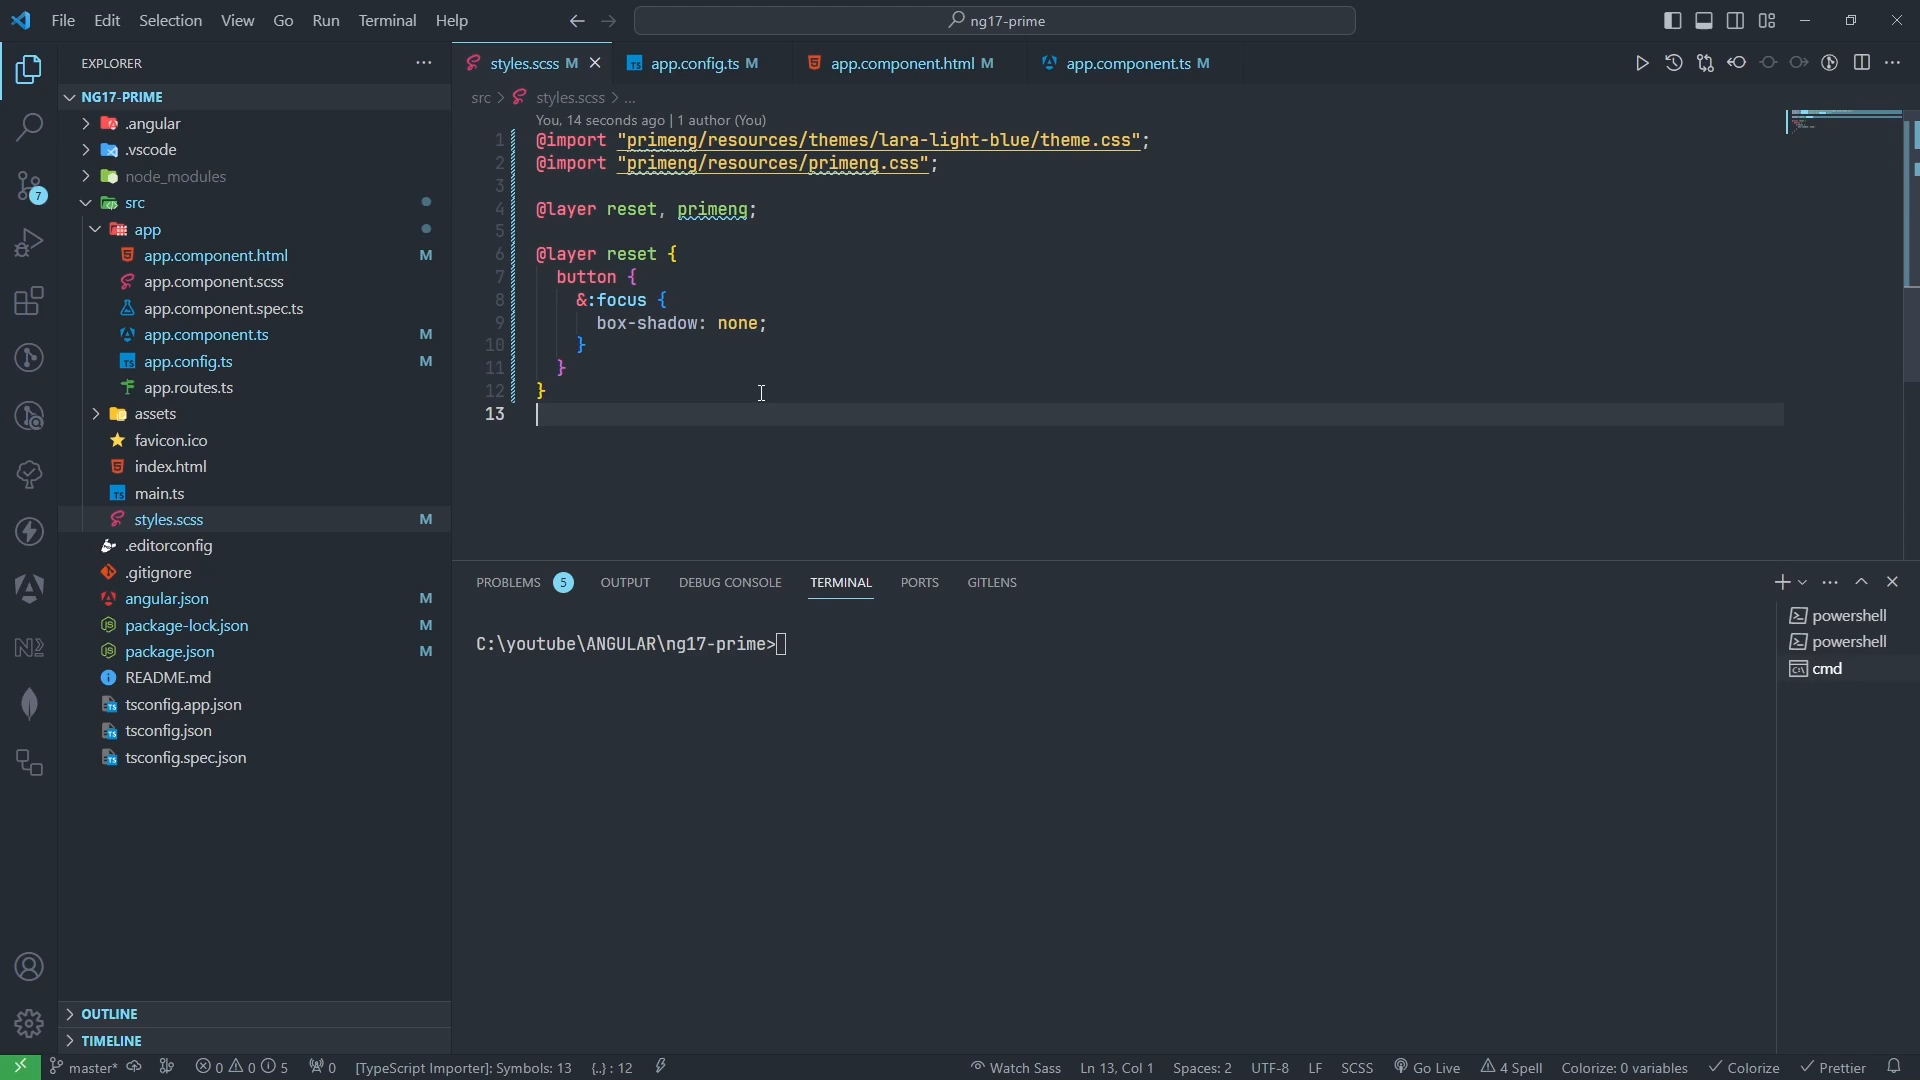 File Edit Selection View Go Run Terminal Help
ng17-prime
EXPLORER
NG17-PRIME
.angular
.vscode
node_modules
src
app
app.component.html M
app.component.scss
app.component.spec.ts
app.component.ts M
app.config.ts M
app.routes.ts
assets
favicon.ico
index.html
main.ts
styles.scss M
.editorconfig
.gitignore
angular.json M
package-lock.json M
package.json M
README.md
tsconfig.app.json
tsconfig.json
tsconfig.spec.json
OUTLINE
TIMELINE
7
styles.scss M app.config.ts M app.component.html M app.component.ts M
src > styles.scss > ...
You, 14 seconds ago | 1 author (You)
1 @import "primeng/resources/themes/lara-light-blue/theme.css";
2 @import "primeng/resources/primeng.css";
3
4 @layer reset, primeng;
5
6 @layer reset {
7 button {
8 &:focus {
9 box-shadow: none;
10 }
11 }
12 }
13
PROBLEMS 5 OUTPUT DEBUG CONSOLE TERMINAL PORTS GITLENS
C:\youtube\ANGULAR\ng17-prime>
powershell
powershell
cmd
master* 0 0 5 0 [TypeScript Importer]: Symbols: 13 {..} : 12 Watch Sass Ln 13, Col 1 Spaces: 2 UTF-8 LF SCSS Go Live 4 Spell Colorize: 0 variables Colorize Prettier